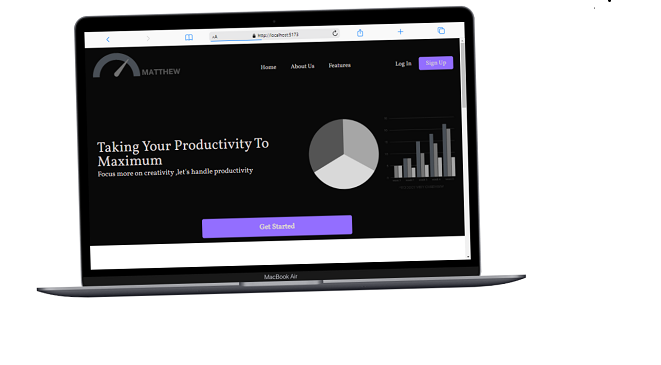 AA
http://localhost:5173
MATTHEW
Home
About Us
Features
Log In
Sign Up
Taking Your Productivity To
Maximum
Focus more on creativity ,let's handle productivity
Get Started
MacBook Air